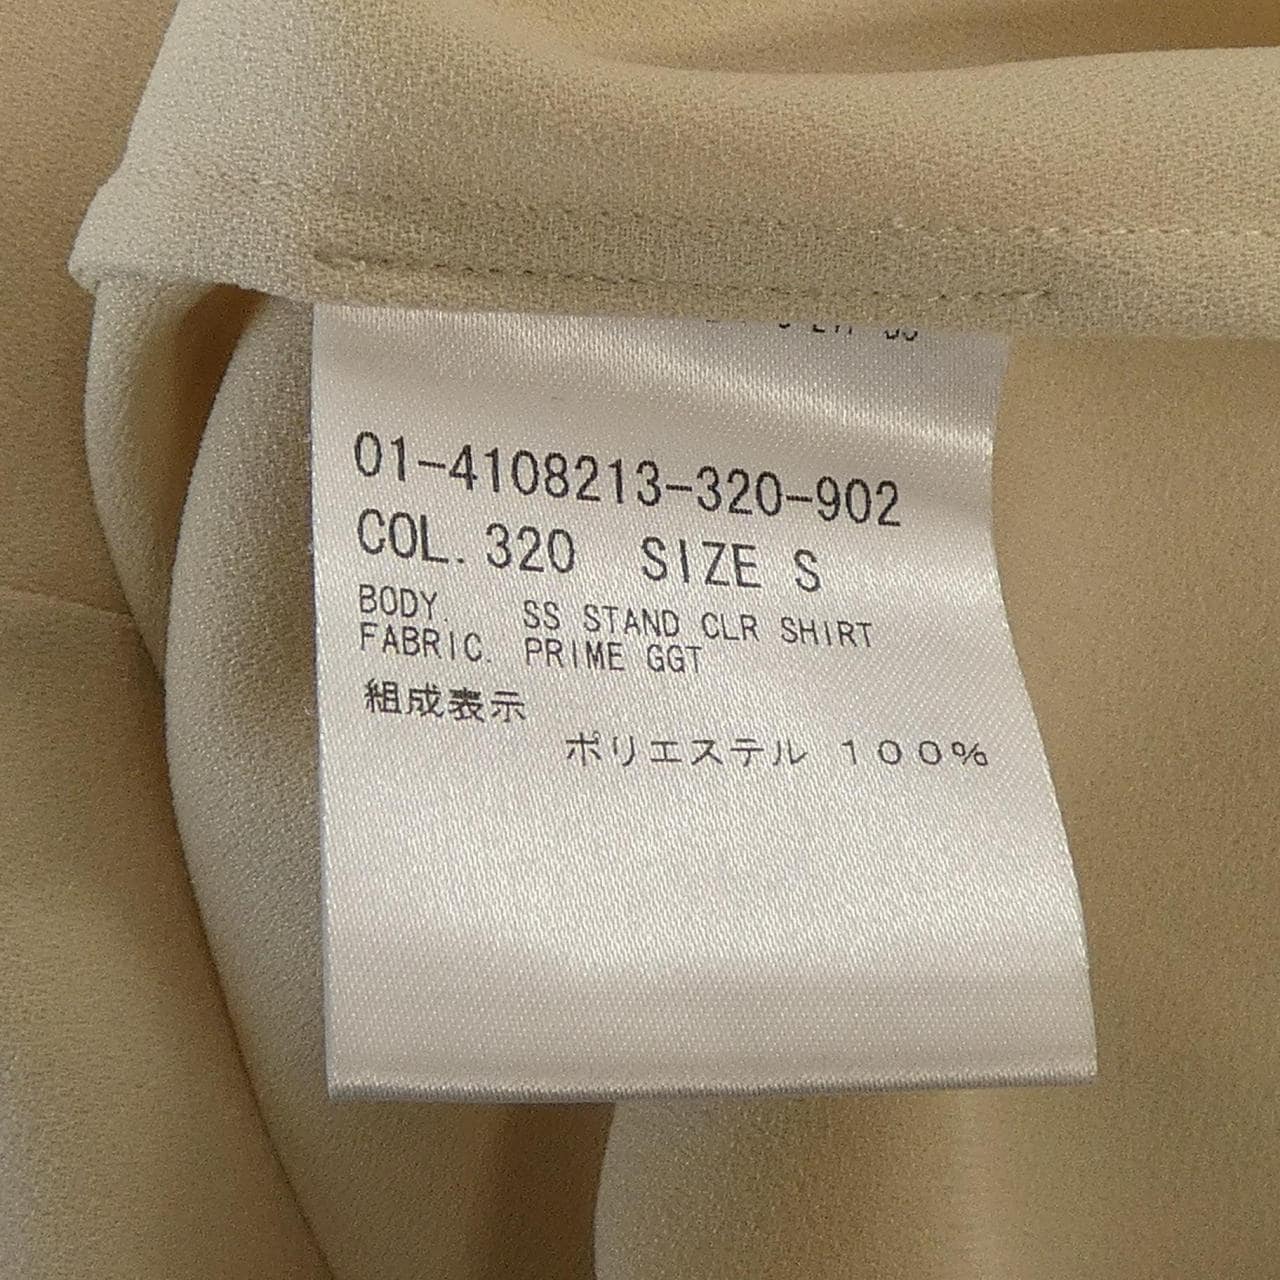 01-4108213-320-902
COL. 320 SIZE S
BODY. SS STAND CLR SHIRT
FABRIC. PRIME GGT
組成表示
ポリエステル 100%